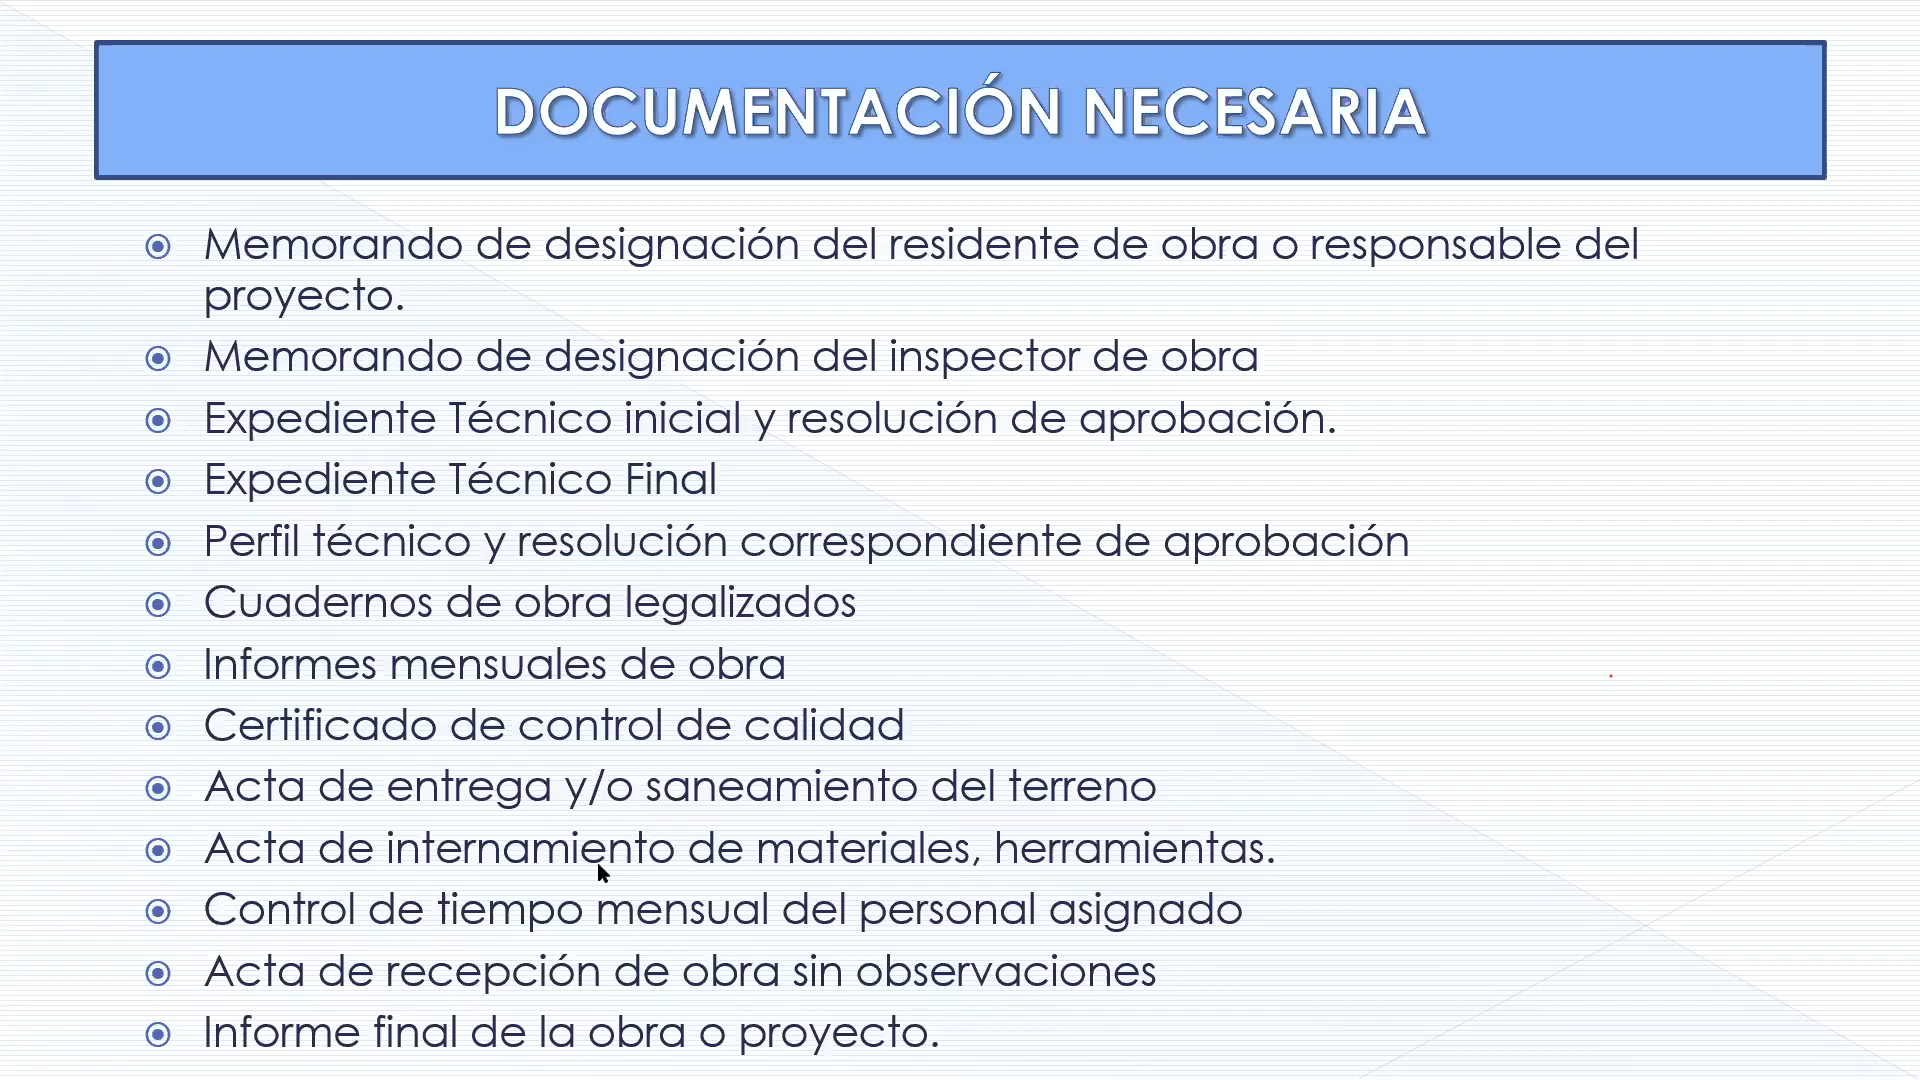 DOCUMENTACIÓN NECESARIA
Memorando de designación del residente de obra o responsable del
proyecto.
Memorando de designación del inspector de obra
Expediente Técnico inicial y resolución de aprobación.
Expediente Técnico Final
Perfil técnico y resolución correspondiente de aprobación
Cuadernos de obra legalizados
Informes mensuales de obra
Certificado de control de calidad
Acta de entrega y/o saneamiento del terreno
Acta de internamiento de materiales, herramientas.
Control de tiempo mensual del personal asignado
Acta de recepción de obra sin observaciones
Informe final de la obra o proyecto.